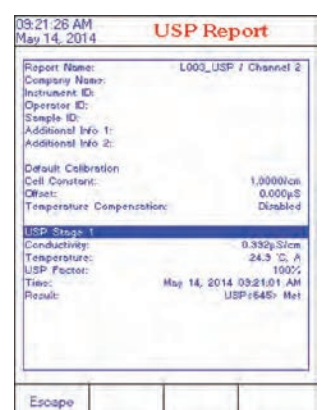 09:21:26 AM
May 14, 2014
USP Report
Report Name: L003_USP / Channel 2
Company Name:
Instrument ID:
Operator ID:
Sample ID:
Additional Info 1:
Additional Info 2:
Default Calibration
Cell Constant: 1.0000/cm
Offset: 0.000µS
Temperature Compensation: Disabled
USP Stage 1
Conductivity: 0.332µS/cm
Temperature: 24.9 °C, A
USP Factor: 100%
Time: May 14, 2014 09:21:01 AM
Result: USP<645> Met
Escape